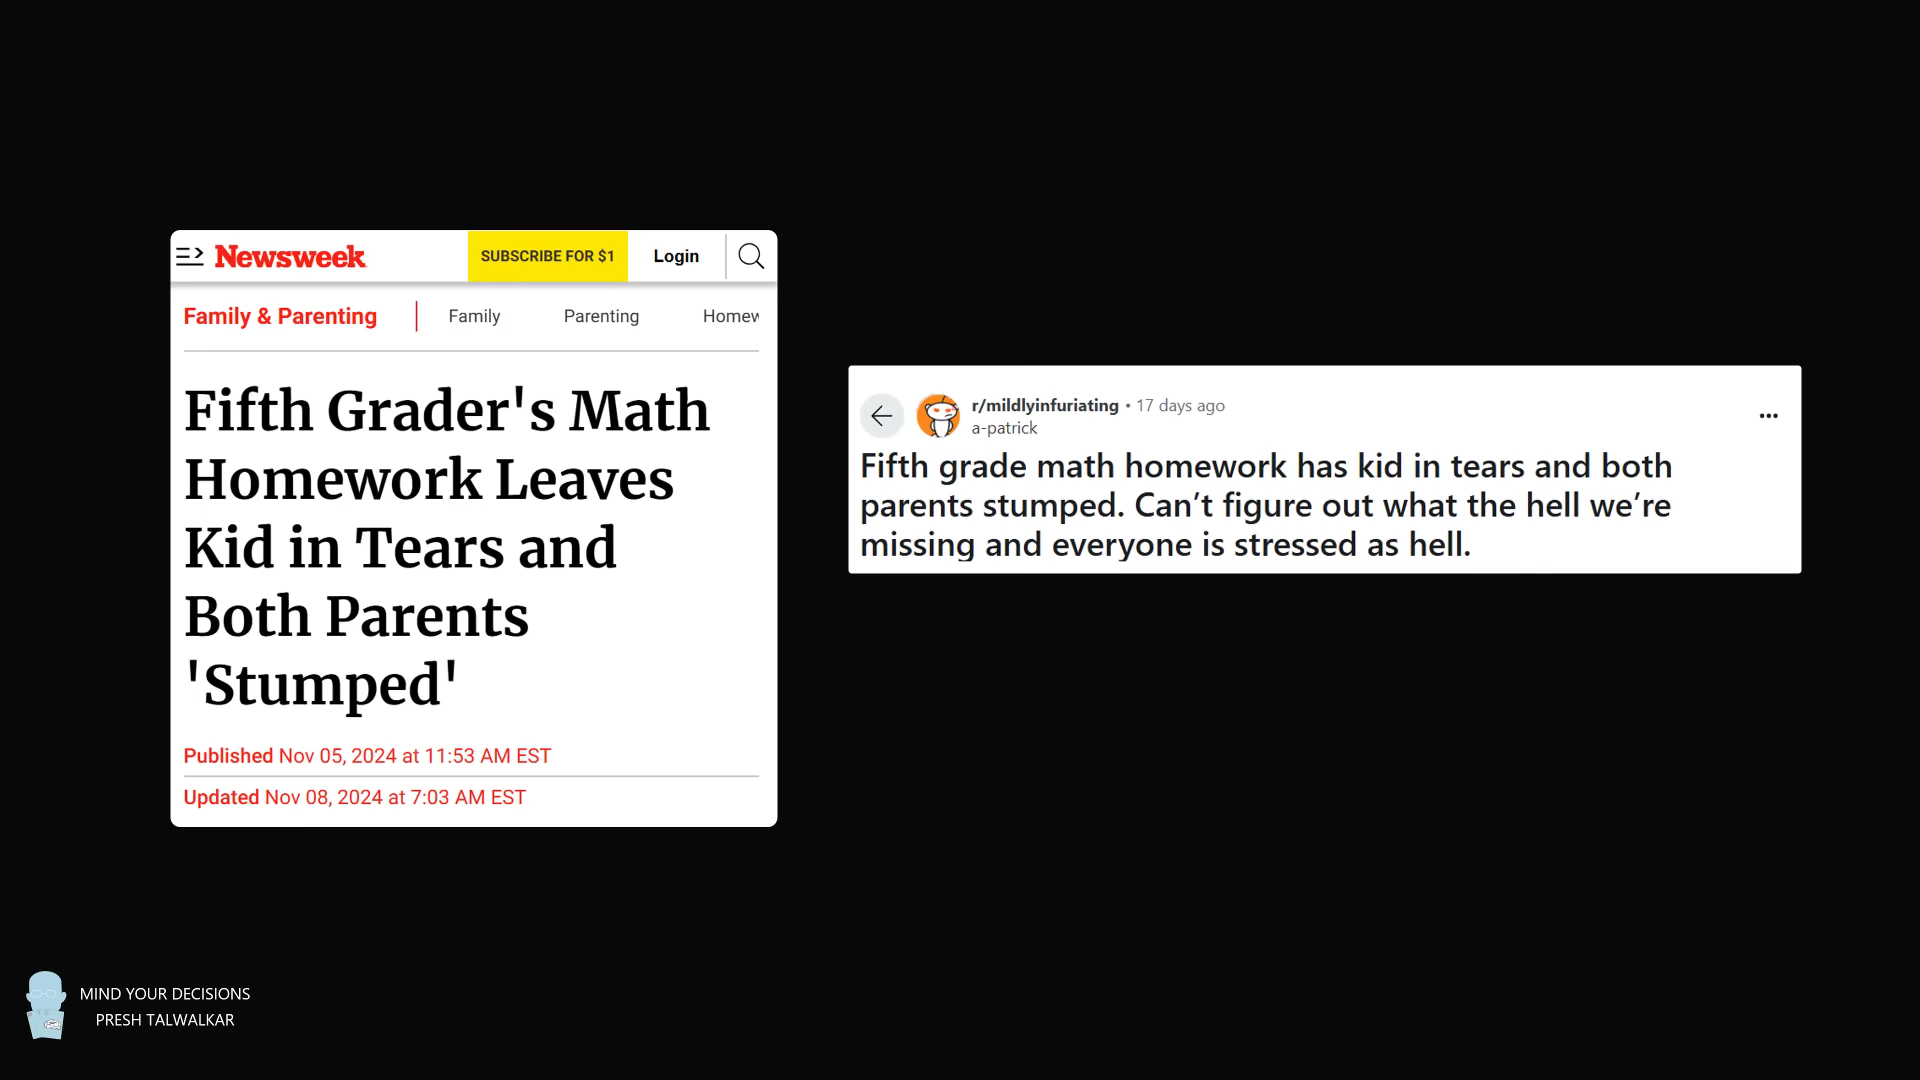 Newsweek
SUBSCRIBE FOR $1
Login
Family & Parenting
Family
Parenting
Homew
Fifth Grader's Math
Homework Leaves
Kid in Tears and
Both Parents
'Stumped'
Published Nov 05, 2024 at 11:53 AM EST
Updated Nov 08, 2024 at 7:03 AM EST
r/mildlyinfuriating • 17 days ago
a-patrick
Fifth grade math homework has kid in tears and both
parents stumped. Can’t figure out what the hell we’re
missing and everyone is stressed as hell.
MIND YOUR DECISIONS
PRESH TALWALKAR